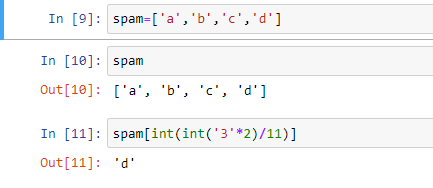 In [9]: spam=['a','b','c','d']
In [10]: spam
Out[10]: ['a', 'b', 'c', 'd']
In [11]: spam[int(int('3'*2)/11)]
Out[11]: 'd'